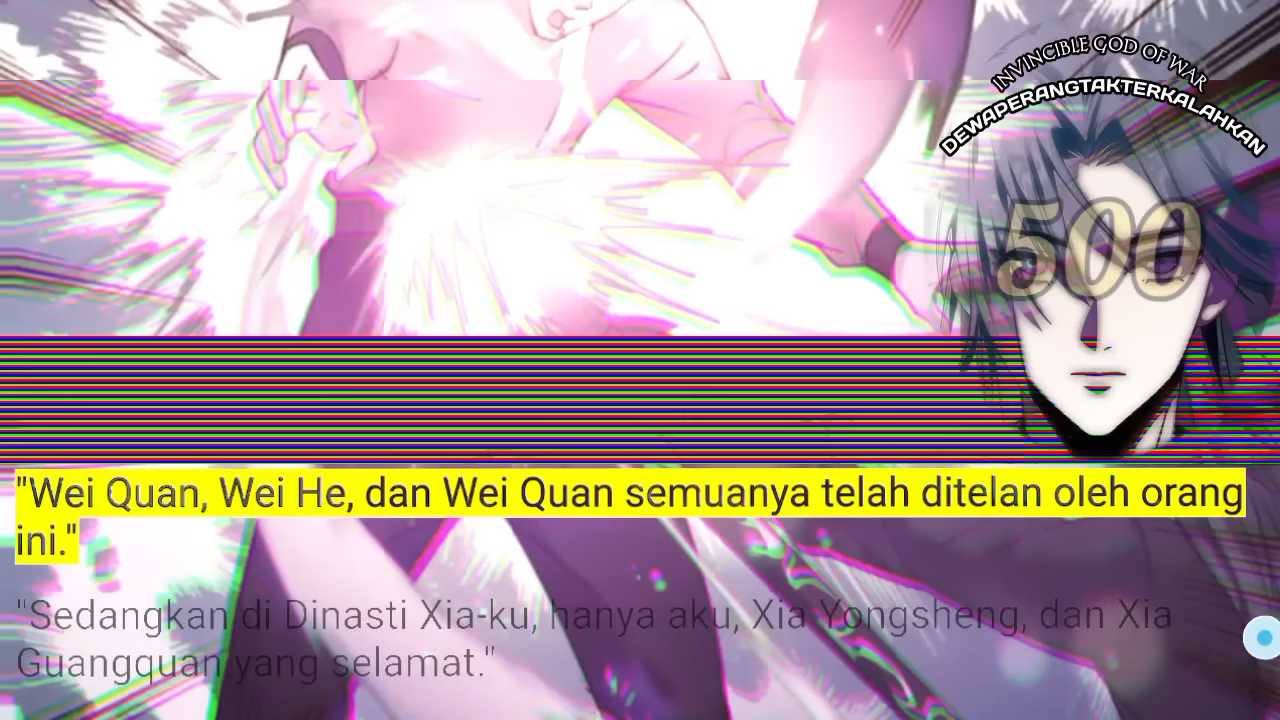 INVINCIBLE GOD OF WAR
DEWAPERANGTAKTERKALAHKAN
500
"Wei Quan, Wei He, dan Wei Quan semuanya telah ditelan oleh orang
ini."
"Sedangkan di Dinasti Xia-ku, hanya aku, Xia Yongsheng, dan Xia
Guangquan yang selamat."